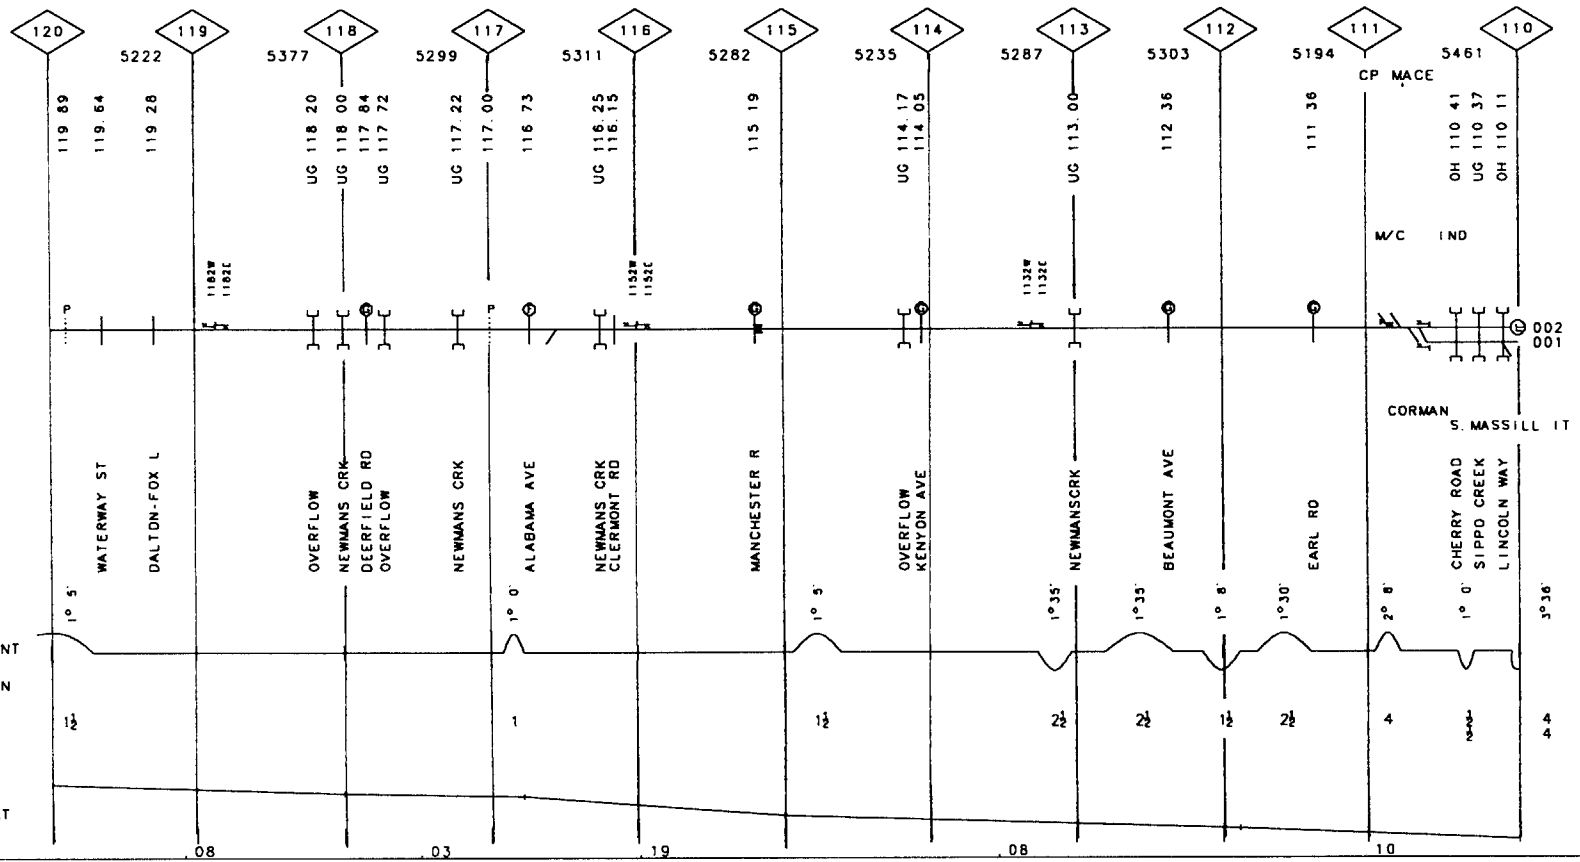 120 119 118 117 116 115 114 113 112 111 110
5222 5377 5299 5311 5282 5235 5287 5303 5194 5461
CP MACE
119 89
119.64
119 28
UG 118 20
UG 118 00
117 84
UG 117 72
UG 117.22
117.00
116 73
UG 116.25
116.15
115 19
UG 114.17
114 05
UG 113.00
112 36
111 36
OH 110 41
UG 110 37
OH 110 11
M/C IND
1182W
1182E
1152W
1152E
1132W
1132E
P
P
002
001
CORMAN
S. MASSILL IT
WATERWAY ST
DALTON-FOX L
OVERFLOW
NEWMANS CRK
DEERFIELD RD
OVERFLOW
NEWMANS CRK
ALABAMA AVE
NEWMANS CRK
CLERMONT RD
MANCHESTER R
OVERFLOW
KENYON AVE
NEWMANSCRK
BEAUMONT AVE
EARL RD
CHERRY ROAD
SIPPO CREEK
LINCOLN WAY
1° 5'
1° 0'
1° 5'
1°35'
1°35'
1° 8'
1°30'
2° 8'
1° 0'
3°36'
NT
N
1½ 1 1½ 2½ 2½ 1½ 2½ 4 4
4
T
.08 .03 .19 .08 .10